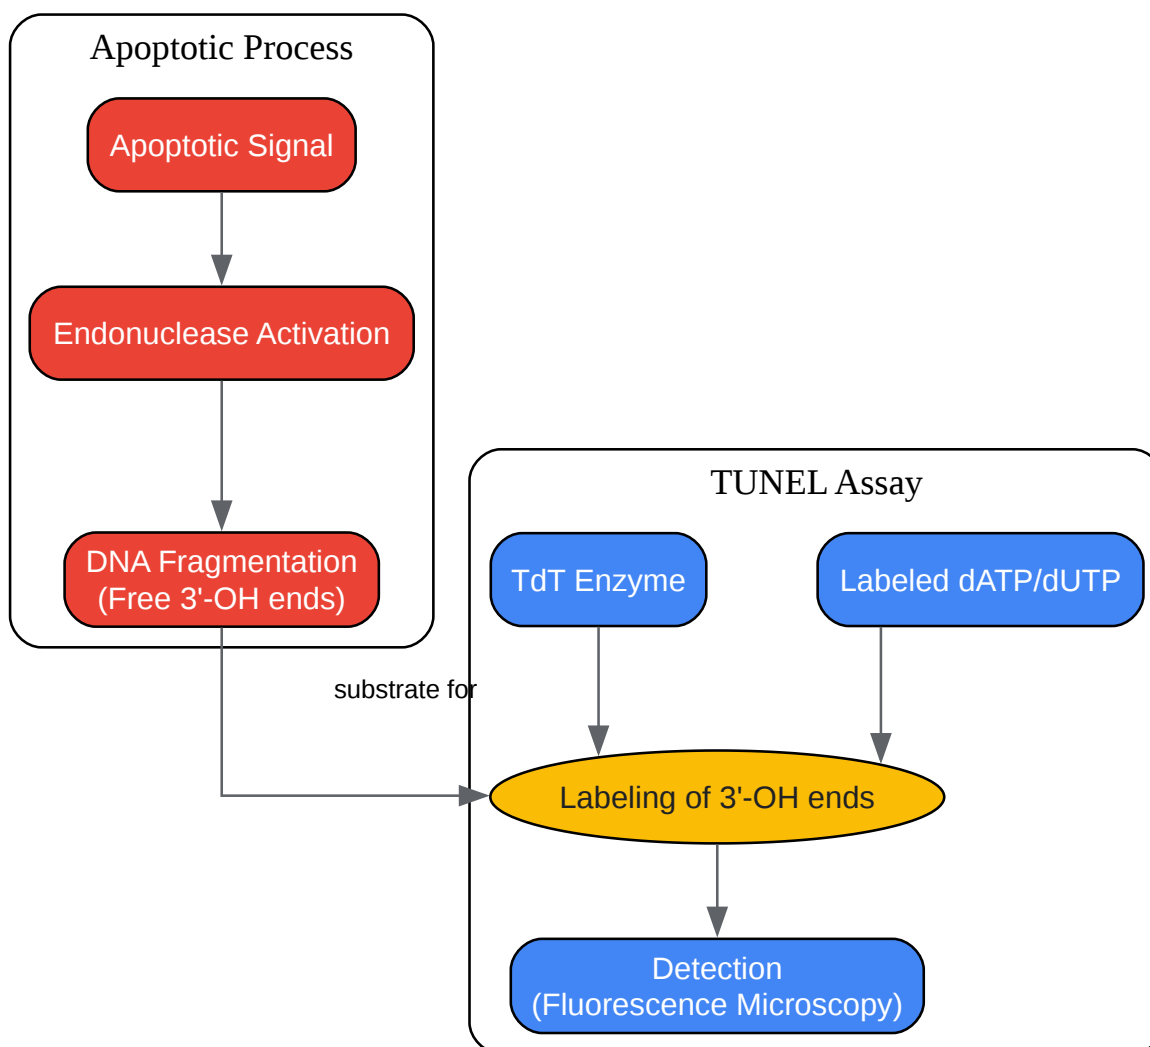 Apoptotic Process
Apoptotic Signal
Endonuclease Activation
DNA Fragmentation
(Free 3'-OH ends)
substrate for
TUNEL Assay
TdT Enzyme
Labeled dATP/dUTP
Labeling of 3'-OH ends
Detection
(Fluorescence Microscopy)